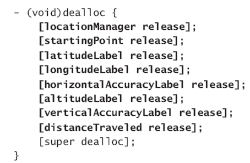 - (void)dealloc {
    [locationManager release];
    [startingPoint release];
    [latitudeLabel release];
    [longitudeLabel release];
    [horizontalAccuracyLabel release];
    [altitudeLabel release];
    [verticalAccuracyLabel release];
    [distanceTraveled release];
    [super dealloc];
}